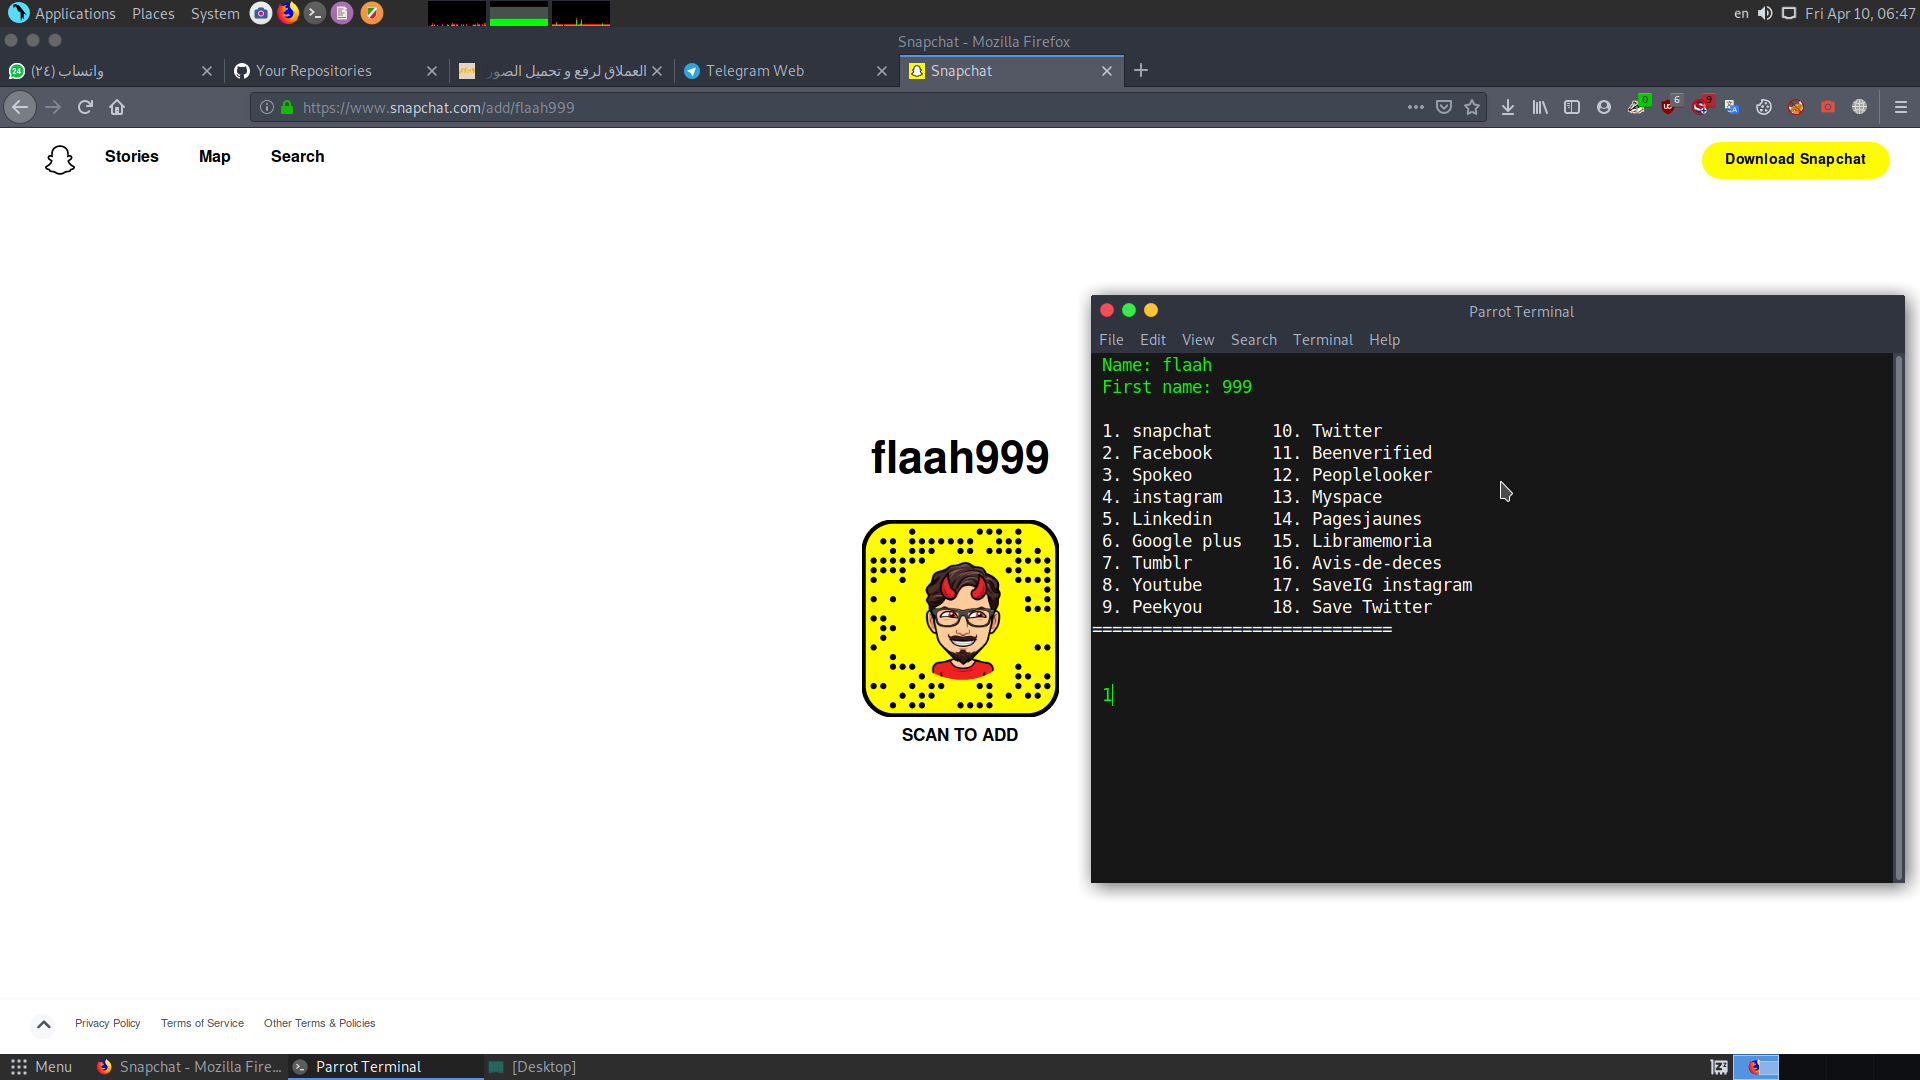 Applications Places System en Fri Apr 10, 06:47
Snapchat - Mozilla Firefox
واتساب (٢٤) Your Repositories العملاق لرفع و تحميل الصور Telegram Web Snapchat
https://www.snapchat.com/add/flaah999 0 6 9
Stories Map Search Download Snapchat
flaah999
SCAN TO ADD
Parrot Terminal
File Edit View Search Terminal Help
Name: flaah
First name: 999
1. snapchat 10. Twitter
2. Facebook 11. Beenverified
3. Spokeo 12. Peoplelooker
4. instagram 13. Myspace
5. Linkedin 14. Pagesjaunes
6. Google plus 15. Libramemoria
7. Tumblr 16. Avis-de-deces
8. Youtube 17. SaveIG instagram
9. Peekyou 18. Save Twitter
==============================
1
Privacy Policy Terms of Service Other Terms & Policies
Menu Snapchat - Mozilla Fire... Parrot Terminal [Desktop]